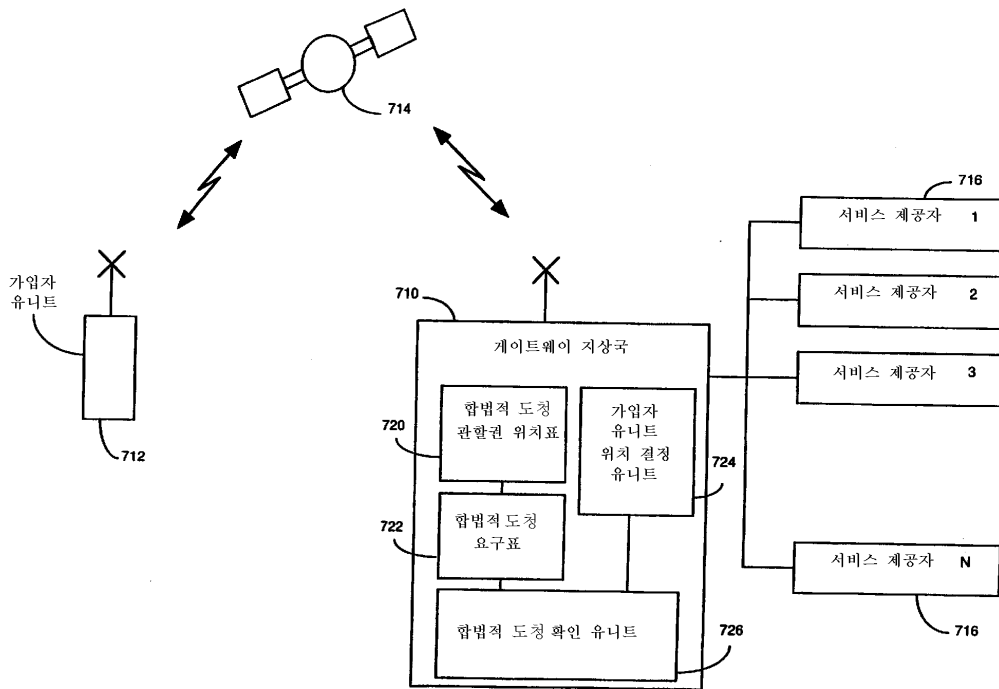 714
716
서비스 제공자 1
가입자
유니트
서비스 제공자 2
710
게이트웨이 지상국
서비스 제공자 3
712
합법적 도청
관할권 위치표
720
가입자
유니트
위치 결정
유니트
724
722
합법적 도청
요구표
서비스 제공자 N
합법적 도청 확인 유니트
726
716